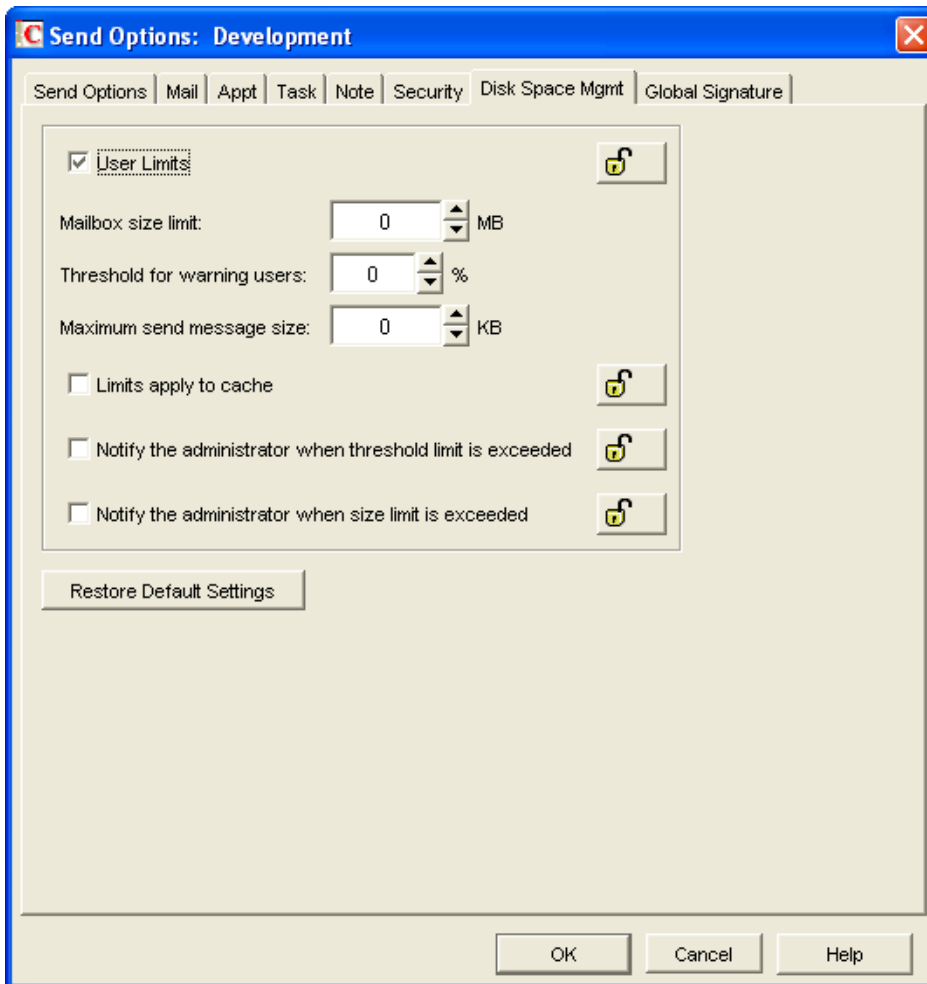 C Send Options: Development
Send Options Mail Appt Task Note Security Disk Space Mgmt Global Signature
User Limits
Mailbox size limit: 0 MB
Threshold for warning users: 0 %
Maximum send message size: 0 KB
Limits apply to cache
Notify the administrator when threshold limit is exceeded
Notify the administrator when size limit is exceeded
Restore Default Settings
OK Cancel Help